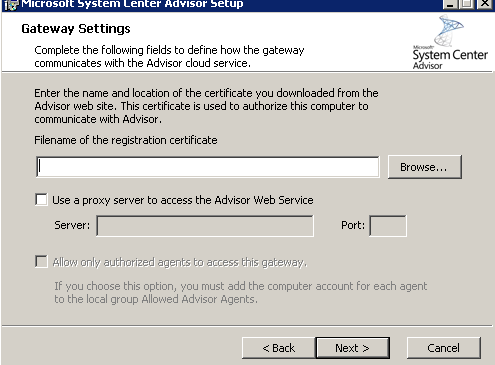 Microsoft System Center Advisor Setup
Gateway Settings
Complete the following fields to define how the gateway
communicates with the Advisor cloud service.
Microsoft
System Center
Advisor
Enter the name and location of the certificate you downloaded from the
Advisor web site. This certificate is used to authorize this computer to
communicate with Advisor.
Filename of the registration certificate
Browse...
Use a proxy server to access the Advisor Web Service
Server: Port:
Allow only authorized agents to access this gateway.
If you choose this option, you must add the computer account for each agent
to the local group Allowed Advisor Agents.
< Back Next > Cancel